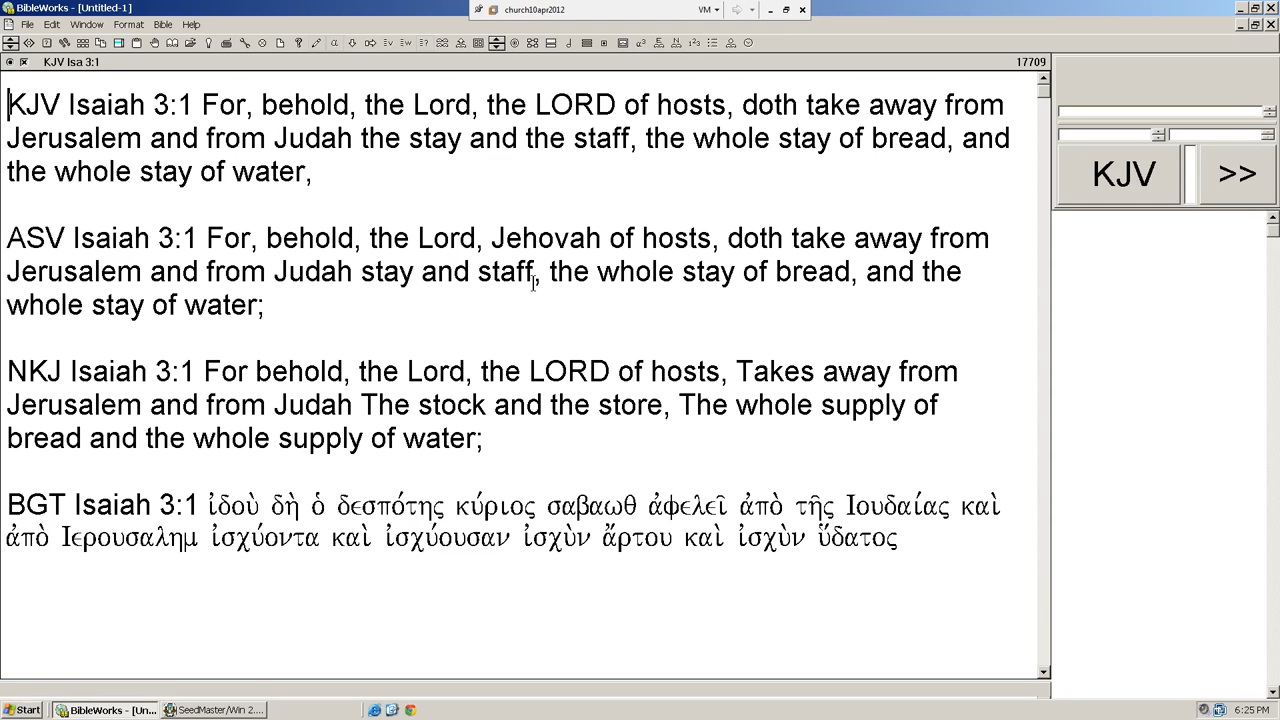 BibleWorks - [Untitled-1]
church10apr2012
VM
File Edit Window Format Bible Help
KJV Isa 3:1
17709
KJV Isaiah 3:1 For, behold, the Lord, the LORD of hosts, doth take away from
Jerusalem and from Judah the stay and the staff, the whole stay of bread, and
the whole stay of water,
ASV Isaiah 3:1 For, behold, the Lord, Jehovah of hosts, doth take away from
Jerusalem and from Judah stay and staff, the whole stay of bread, and the
whole stay of water;
NKJ Isaiah 3:1 For behold, the Lord, the LORD of hosts, Takes away from
Jerusalem and from Judah The stock and the store, The whole supply of
bread and the whole supply of water;
BGT Isaiah 3:1 ἰδοὺ δὴ ὁ δεσπότης κύριος σαβαωθ ἀφελεῖ ἀπὸ τῆς Ιουδαίας καὶ
ἀπὸ Ιερουσαλημ ἰσχύοντα καὶ ἰσχύουσαν ἰσχὺν ἄρτου καὶ ἰσχὺν ὕδατος
KJV
>>
Start
BibleWorks - [Un...
SeedMaster/Win 2....
6:25 PM